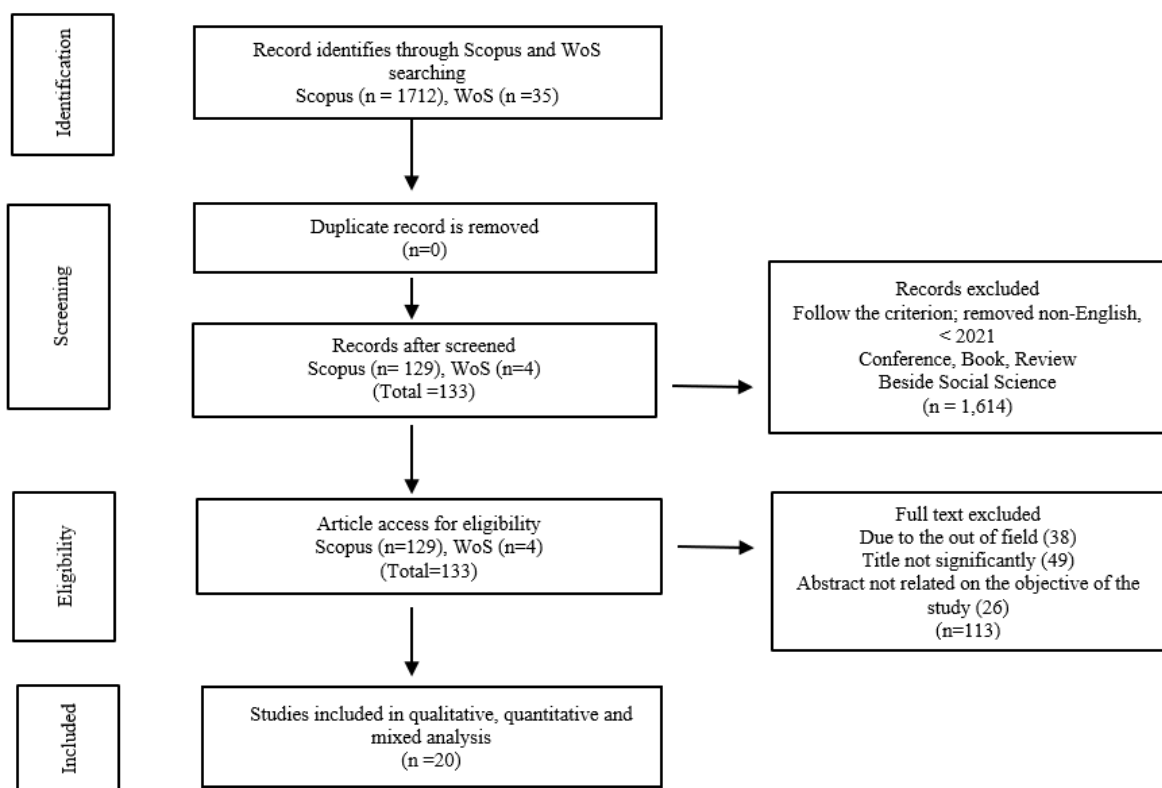 Identification
Record identifies through Scopus and WoS
searching
Scopus (n = 1712), WoS (n =35)
Screening
Duplicate record is removed
(n=0)
Records after screened
Scopus (n= 129), WoS (n=4)
(Total =133)
Records excluded
Follow the criterion; removed non-English,
< 2021
Conference, Book, Review
Beside Social Science
(n = 1,614)
Eligibility
Article access for eligibility
Scopus (n=129), WoS (n=4)
(Total=133)
Full text excluded
Due to the out of field (38)
Title not significantly (49)
Abstract not related on the objective of the
study (26)
(n=113)
Included
Studies included in qualitative, quantitative and
mixed analysis
(n =20)